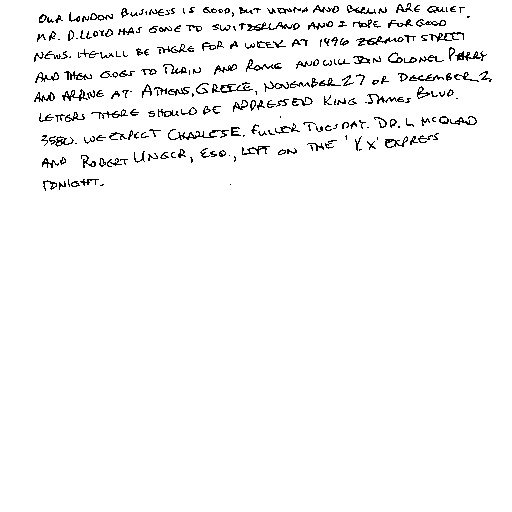 OUR LONDON BUSINESS IS GOOD, BUT VIENNA AND BERLIN ARE QUIET.
MR. D. LLOYD HAS GONE TO SWITZERLAND AND I HOPE FOR GOOD
NEWS. HE WILL BE THERE FOR A WEEK AT 1496 ZERMOTT STREET
AND THEN GOES TO TURIN AND ROME AND WILL JOIN COLONEL PARRY
AND ARRIVE AT ATHENS, GREECE, NOVEMBER 27 OR DECEMBER 2,
LETTERS THERE SHOULD BE ADDRESSED KING JAMES BLVD.
3580. WE EXPECT CHARLES E. FULLER TUESDAY. DR. L MCQUAD
AND ROBERT UNGER, ESQ., LEFT ON THE 'XX' EXPRESS
TONIGHT.